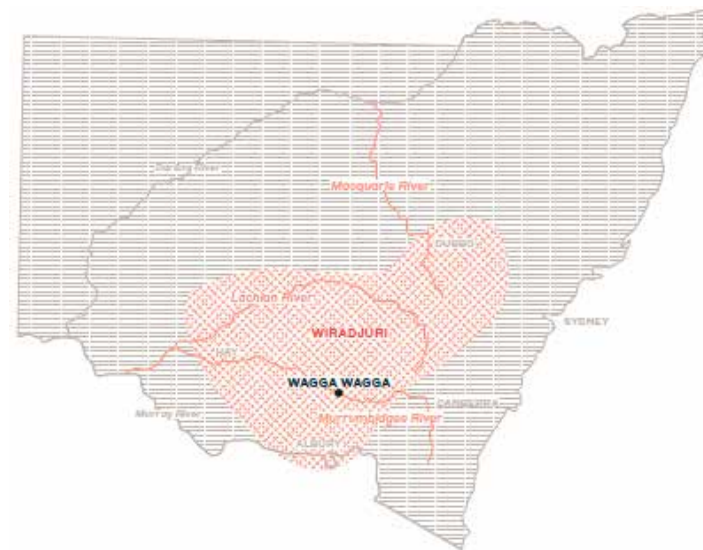 Darling River
Macquarie River
DUBBO
Lachlan River
SYDNEY
WIRADJURI
HAY
WAGGA WAGGA
CANBERRA
Murray River
Murrumbidgee River
ALBURY